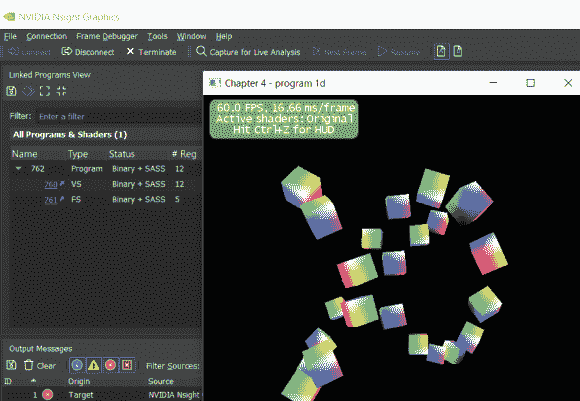 NVIDIA Nsight Graphics
File Connection Frame Debugger Tools Window Help
Connect Disconnect Terminate Capture for Live Analysis Next Frame Resume
Linked Programs View
Filter: Enter a filter
All Programs & Shaders (1)
Name Type Status Binary # Reg
762 Program Binary + SASS 12
760 VS Binary + SASS 12
761 FS Binary + SASS 5
Chapter 4 - program 1d
60.0 FPS, 16.66 ms/frame
Active shaders: Original
Hit Ctrl+Z for HUD
Output Messages
Clear Filter Sources:
ID Origin Source
1 Target NVIDIA Nsight